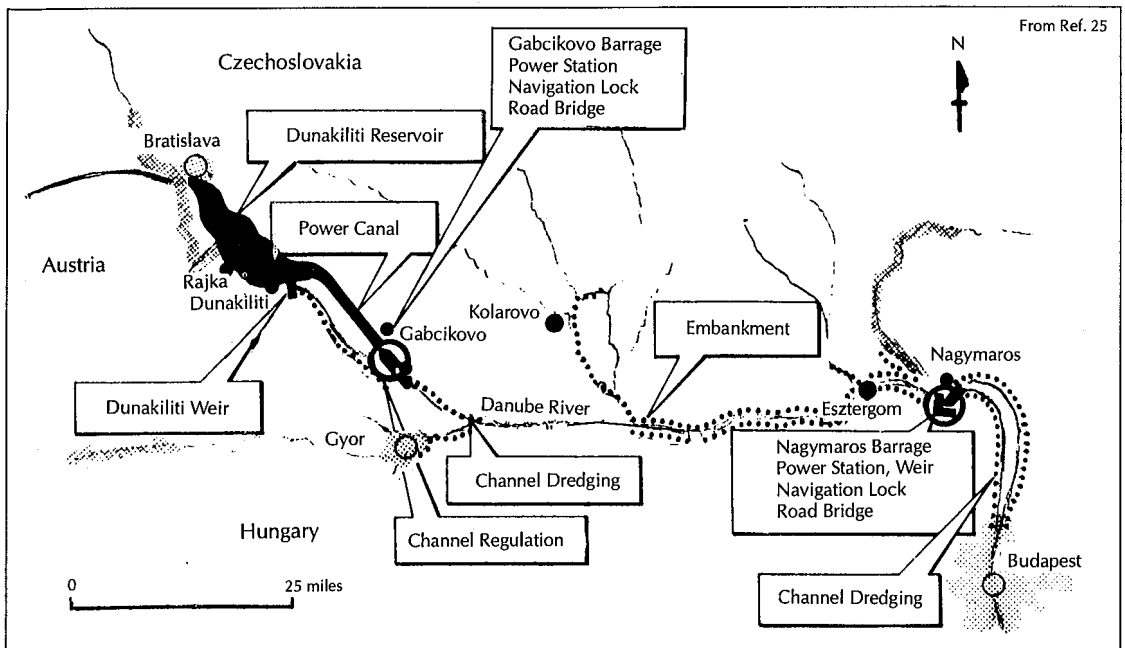 From Ref. 25
N
Czechoslovakia
Gabcikovo Barrage
Power Station
Navigation Lock
Road Bridge
Bratislava
Dunakiliti Reservoir
Power Canal
Austria
Rajka
Dunakiliti
Kolarovo
Gabcikovo
Embankment
Nagymaros
Dunakiliti Weir
Danube River
Esztergom
Gyor
Nagymaros Barrage
Power Station, Weir
Navigation Lock
Road Bridge
Channel Dredging
Hungary
Channel Regulation
Budapest
0
25 miles
Channel Dredging